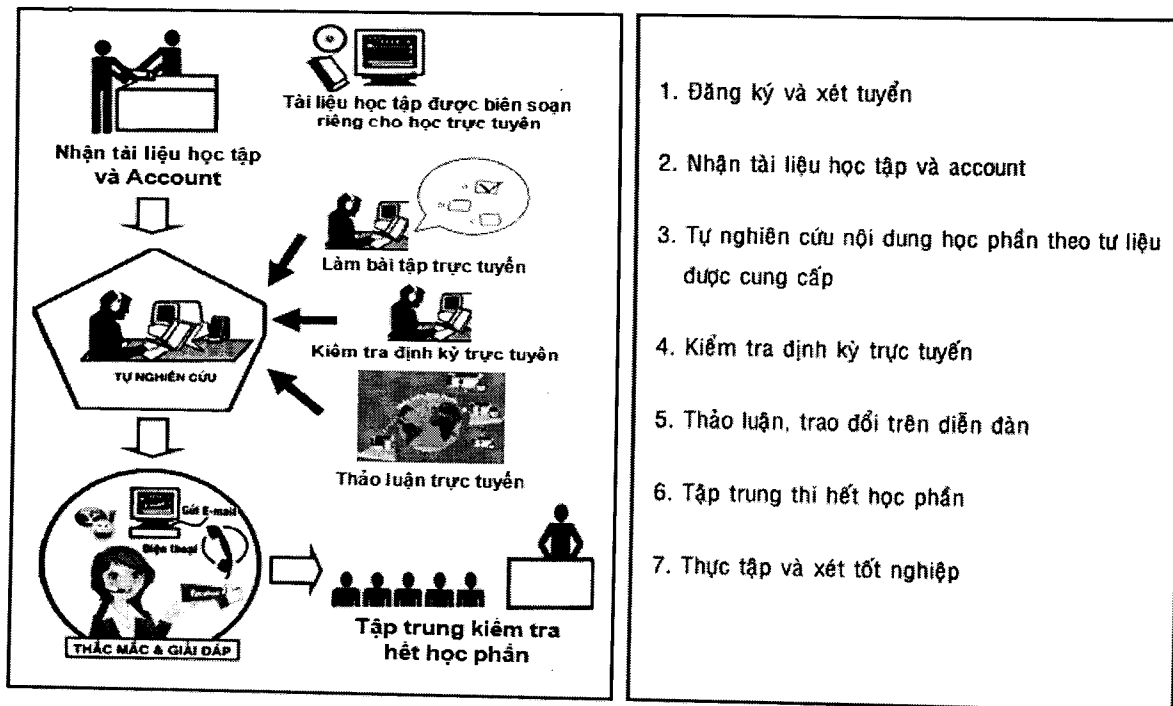 Nhận tài liệu học tập
và Account
Tài liệu học tập được biên soạn
riêng cho học trực tuyến
Làm bài tập trực tuyến
Kiểm tra định kỳ trực tuyến
TỰ NGHIÊN CỨU
Thảo luận trực tuyến
Gửi E-mail
Điện thoại
THẮC MẮC & GIẢI ĐÁP
Tập trung kiểm tra
hết học phần
1. Đăng ký và xét tuyển
2. Nhận tài liệu học tập và account
3. Tự nghiên cứu nội dung học phần theo tư liệu
được cung cấp
4. Kiểm tra định kỳ trực tuyến
5. Thảo luận, trao đổi trên diễn đàn
6. Tập trung thi hết học phần
7. Thực tập và xét tốt nghiệp